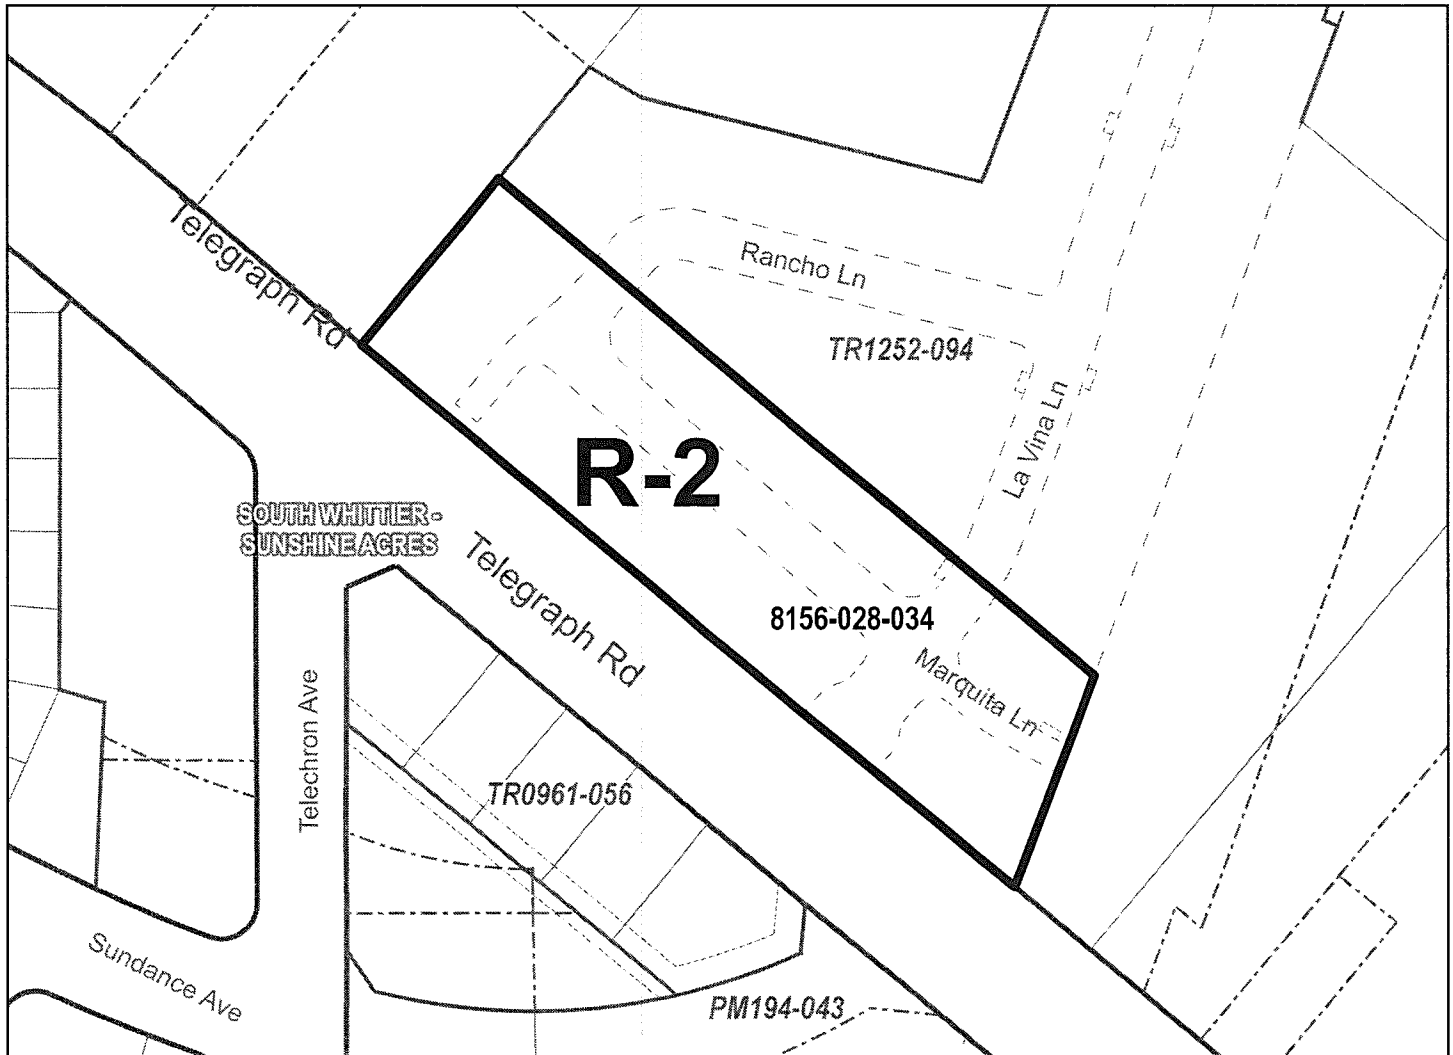 Telegraph Rd
Rancho Ln
TR1252-094
La Vina Ln
R-2
SOUTH WHITTIER -
SUNSHINE ACRES
Telegraph Rd
8156-028-034
Marquita Ln
Telechron Ave
TR0961-056
Sundance Ave
PM194-043